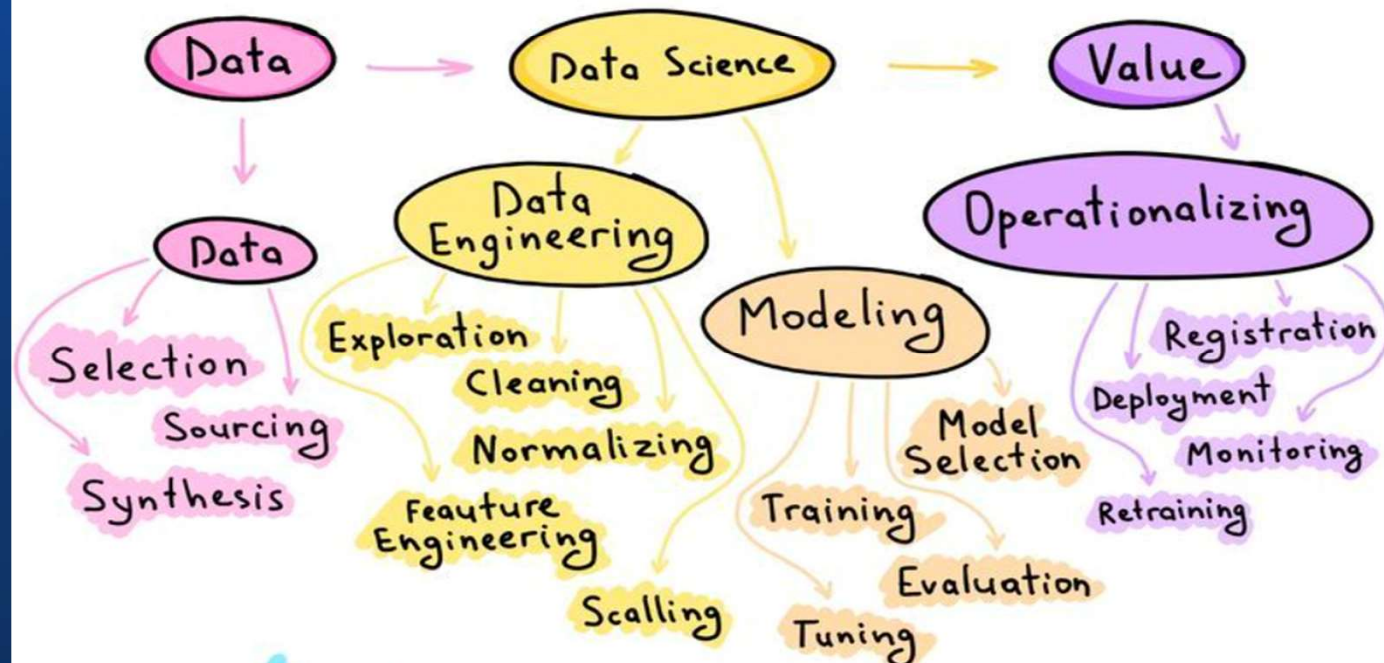 Data
Data Science
Value
Data
Data
Engineering
Modeling
Operationalizing
Selection
Sourcing
Synthesis
Exploration
Cleaning
Normalizing
Feauture
Engineering
Scalling
Model
Selection
Training
Evaluation
Tuning
Registration
Deployment
Monitoring
Retraining